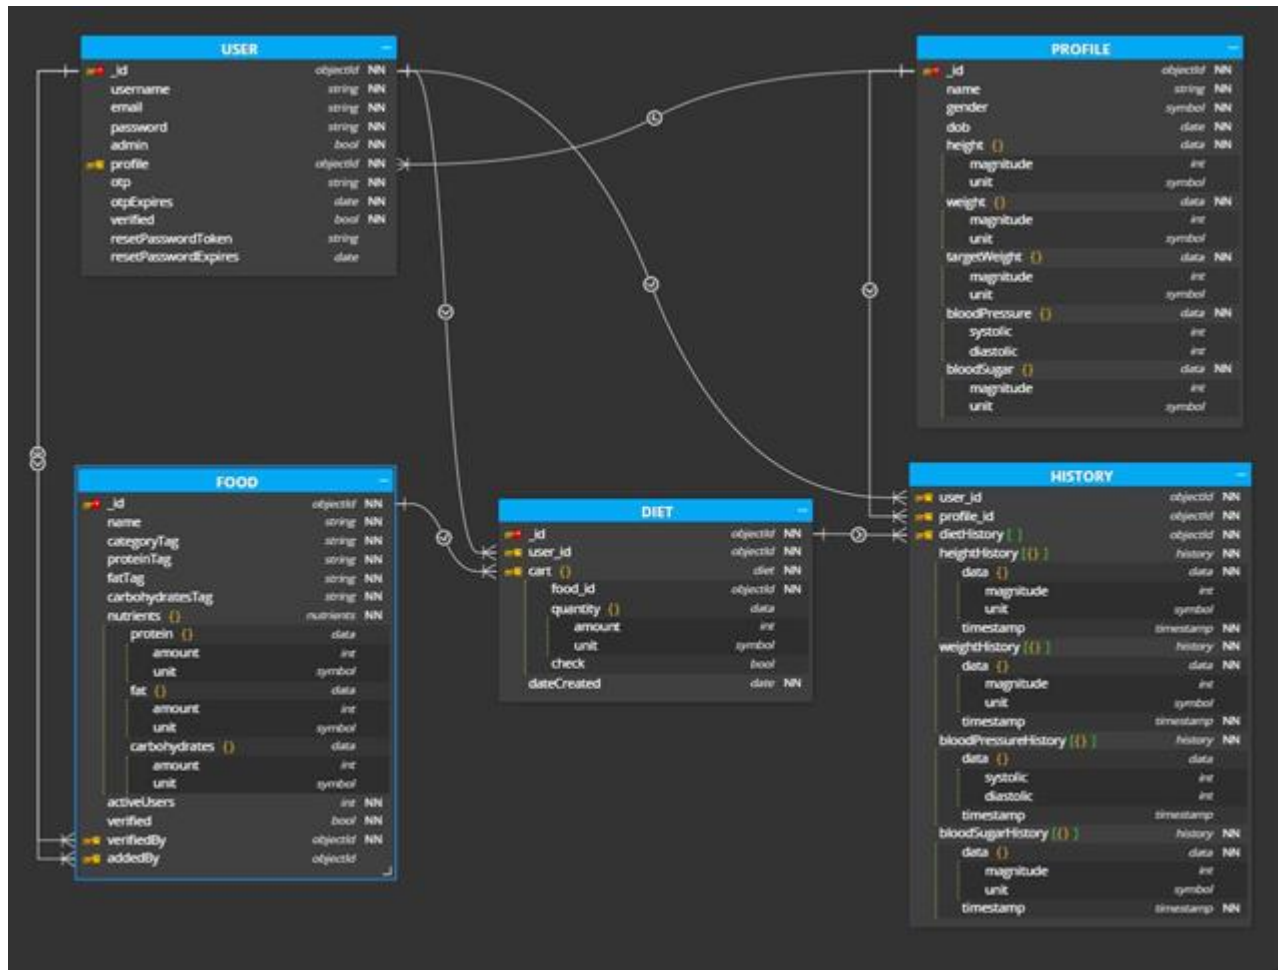 USER
_id objectId NN
username string NN
email string NN
password string NN
admin bool NN
profile objectId NN
otp string NN
otpExpires date NN
verified bool NN
resetPasswordToken string
resetPasswordExpires date
PROFILE
_id objectId NN
name string NN
gender symbol NN
dob date NN
height {} data NN
magnitude int
unit symbol
weight {} data NN
magnitude int
unit symbol
targetWeight {} data NN
magnitude int
unit symbol
bloodPressure {} data NN
systolic int
diastolic int
bloodSugar {} data NN
magnitude int
unit symbol
FOOD
_id objectId NN
name string NN
categoryTag string NN
proteinTag string NN
fatTag string NN
carbohydratesTag string NN
nutrients {} nutrients NN
protein {} data
amount int
unit symbol
fat {} data
amount int
unit symbol
carbohydrates {} data
amount int
unit symbol
activeUsers int NN
verified bool NN
verifiedBy objectId NN
addedBy objectId
DIET
_id objectId NN
user_id objectId NN
cart {} diet NN
food_id objectId NN
quantity {} data
amount int
unit symbol
check bool
dateCreated date NN
HISTORY
user_id objectId NN
profile_id objectId NN
dietHistory [ ] objectId NN
heightHistory [{} ] history NN
data {} data NN
magnitude int
unit symbol
timestamp timestamp NN
weightHistory [{} ] history NN
data {} data NN
magnitude int
unit symbol
timestamp timestamp NN
bloodPressureHistory [{} ] history NN
data {} data
systolic int
diastolic int
timestamp timestamp
bloodSugarHistory [{} ] history NN
data {} data NN
magnitude int
unit symbol
timestamp timestamp NN